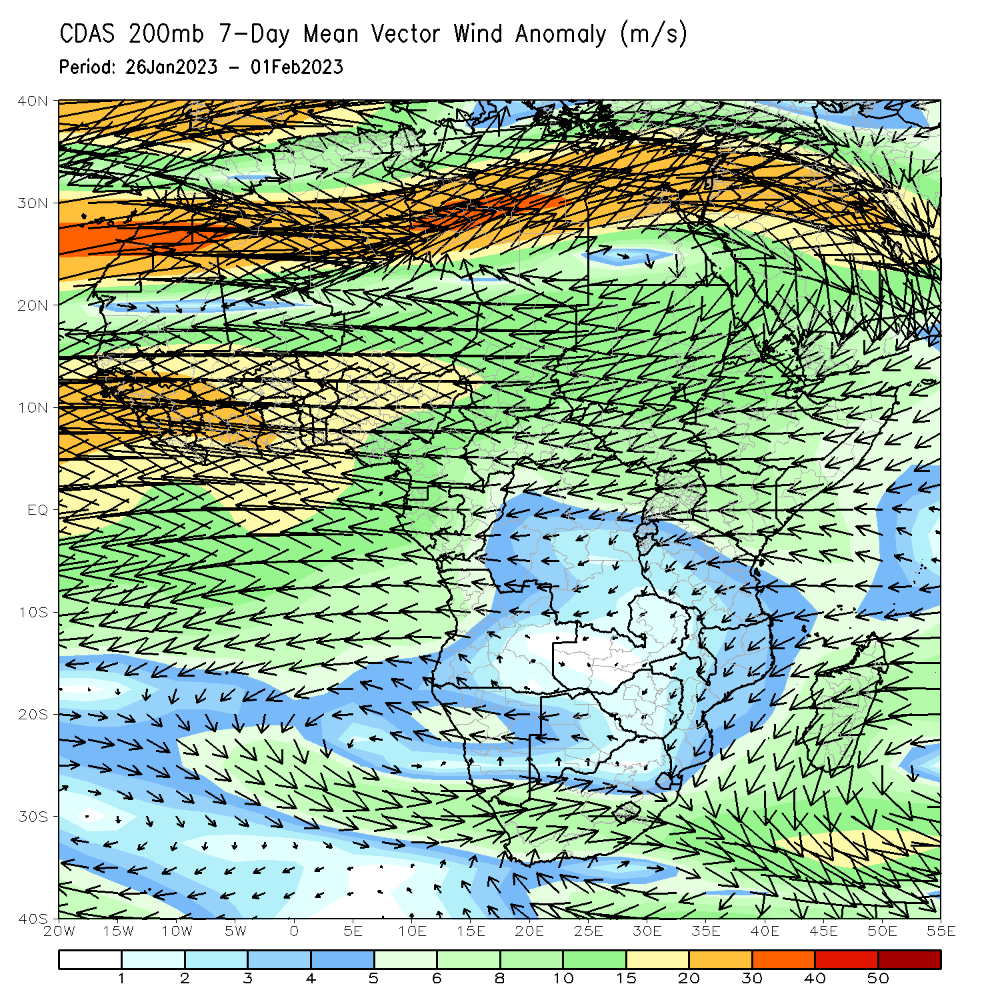 CDAS 200mb 7-Day Mean Vector Wind Anomaly (m/s)
Period: 26Jan2023 - 01Feb2023
40N
30N
20N
10N
EQ
10S
20S
30S
40S
20W 15W 10W 5W 0 5E 10E 15E 20E 25E 30E 35E 40E 45E 50E 55E
1 2 3 4 5 6 8 10 15 20 30 40 50